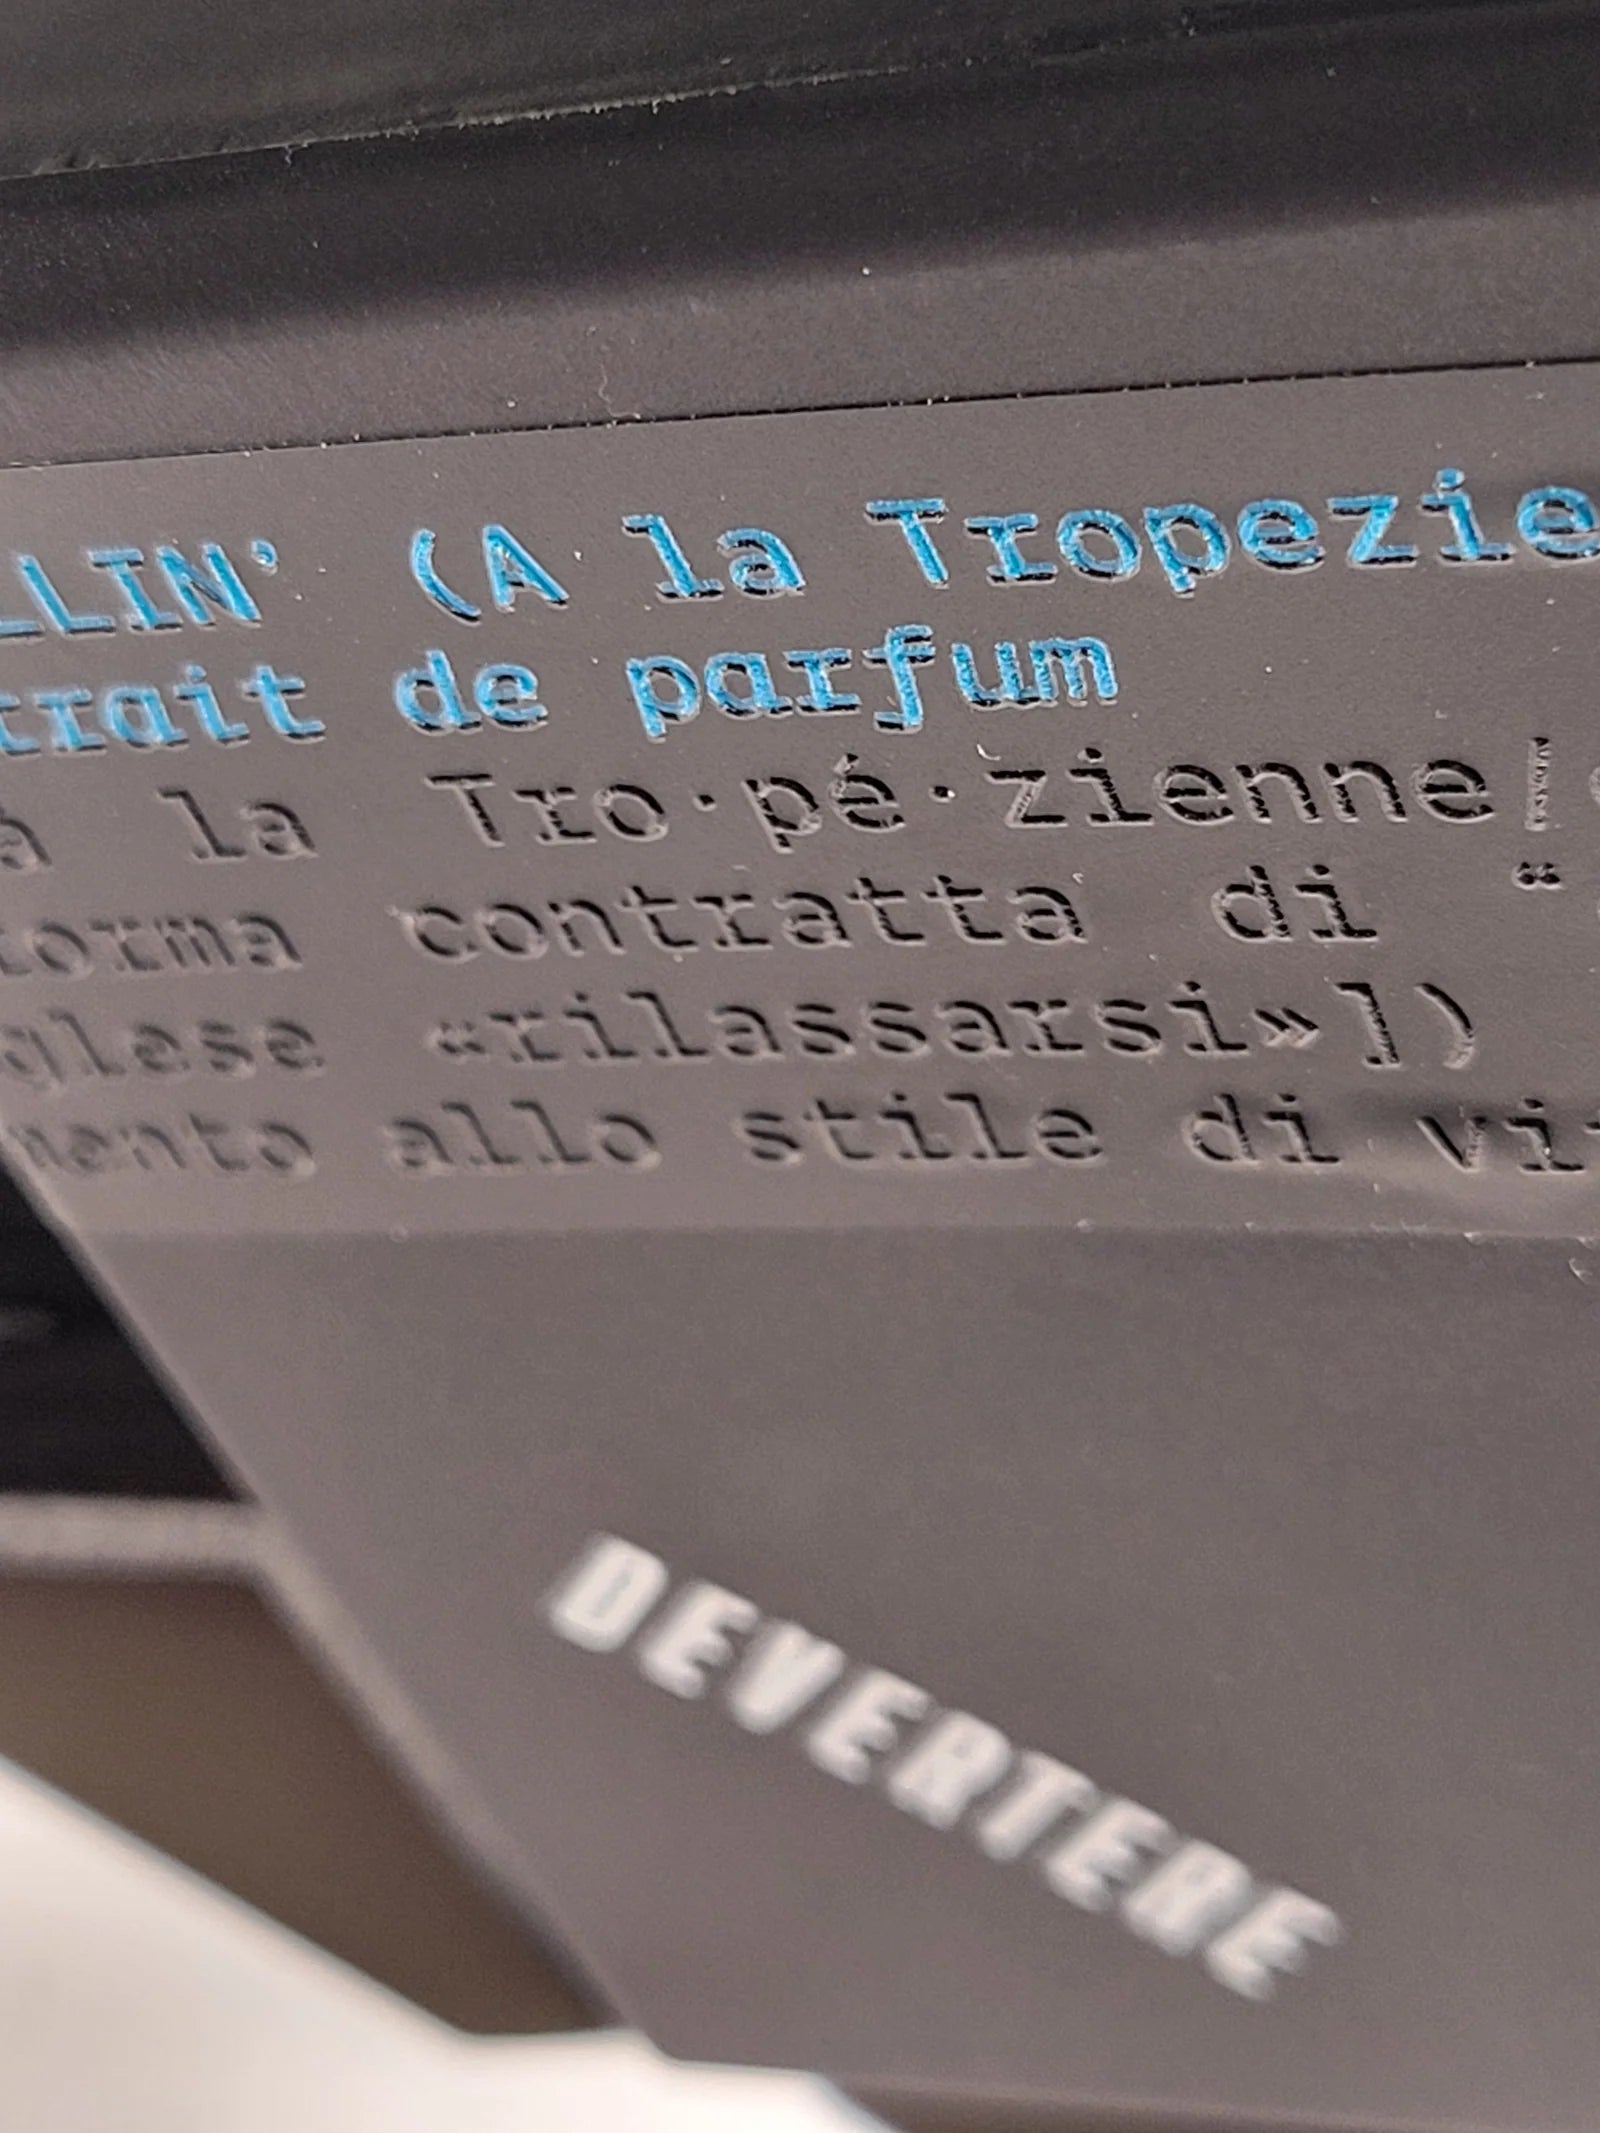 LLIN' (A la Tropezie
trait de parfum
à la Tro·pé·zienne/
forma contratta di “
glese «rilassarsi»])
mento allo stile di vi
DEVERTERE